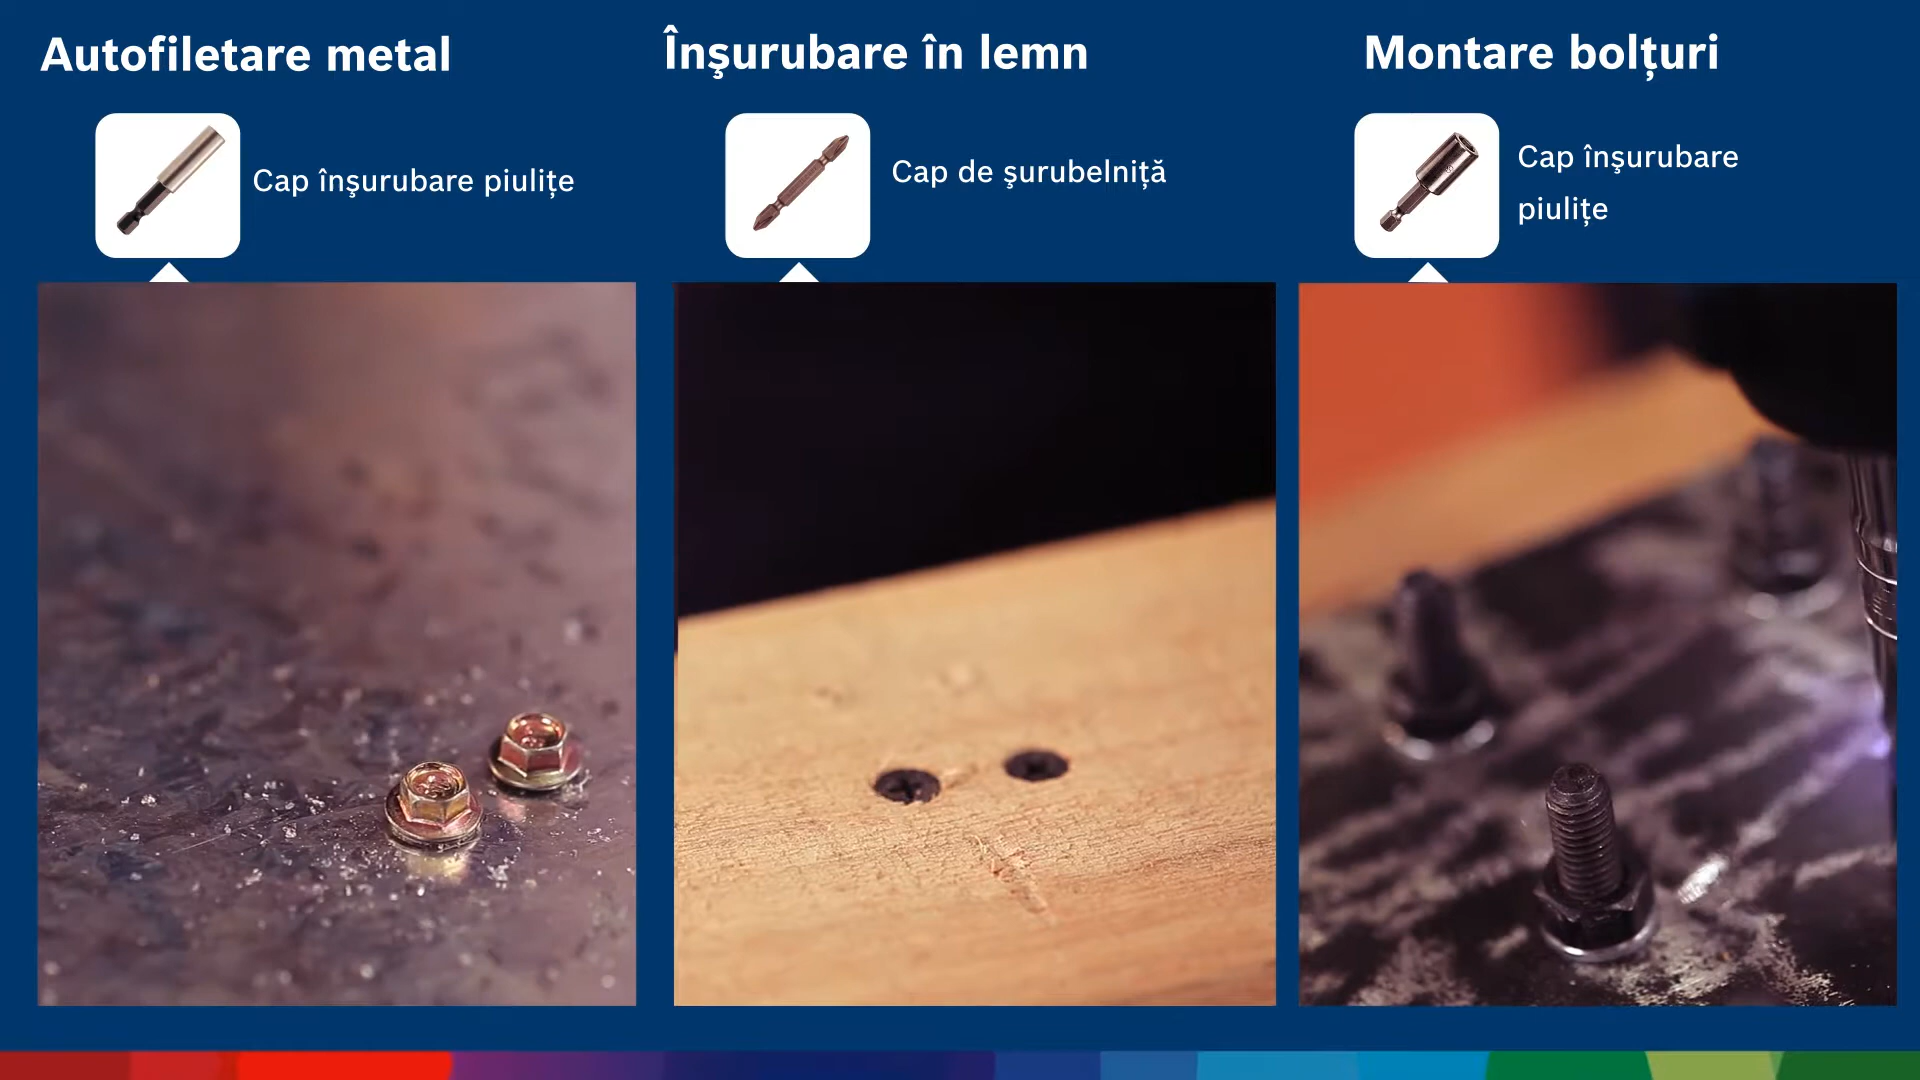 Autofiletare metal
Cap înşurubare piuliţe
Înşurubare în lemn
Cap de şurubelniţă
Montare bolţuri
Cap înşurubare
piuliţe